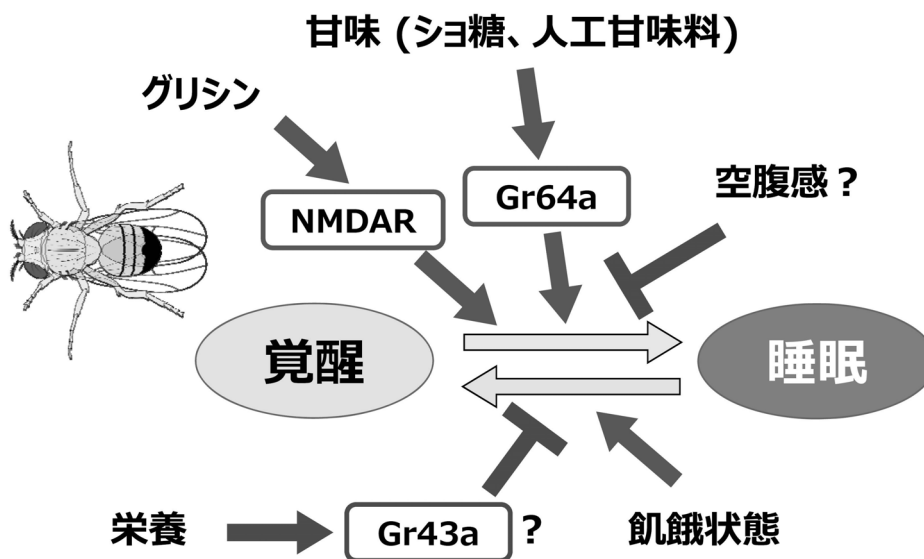 甘味 (ショ糖、人工甘味料)
グリシン
空腹感？
Gr64a
NMDAR
覚醒
睡眠
栄養
Gr43a
？
飢餓状態